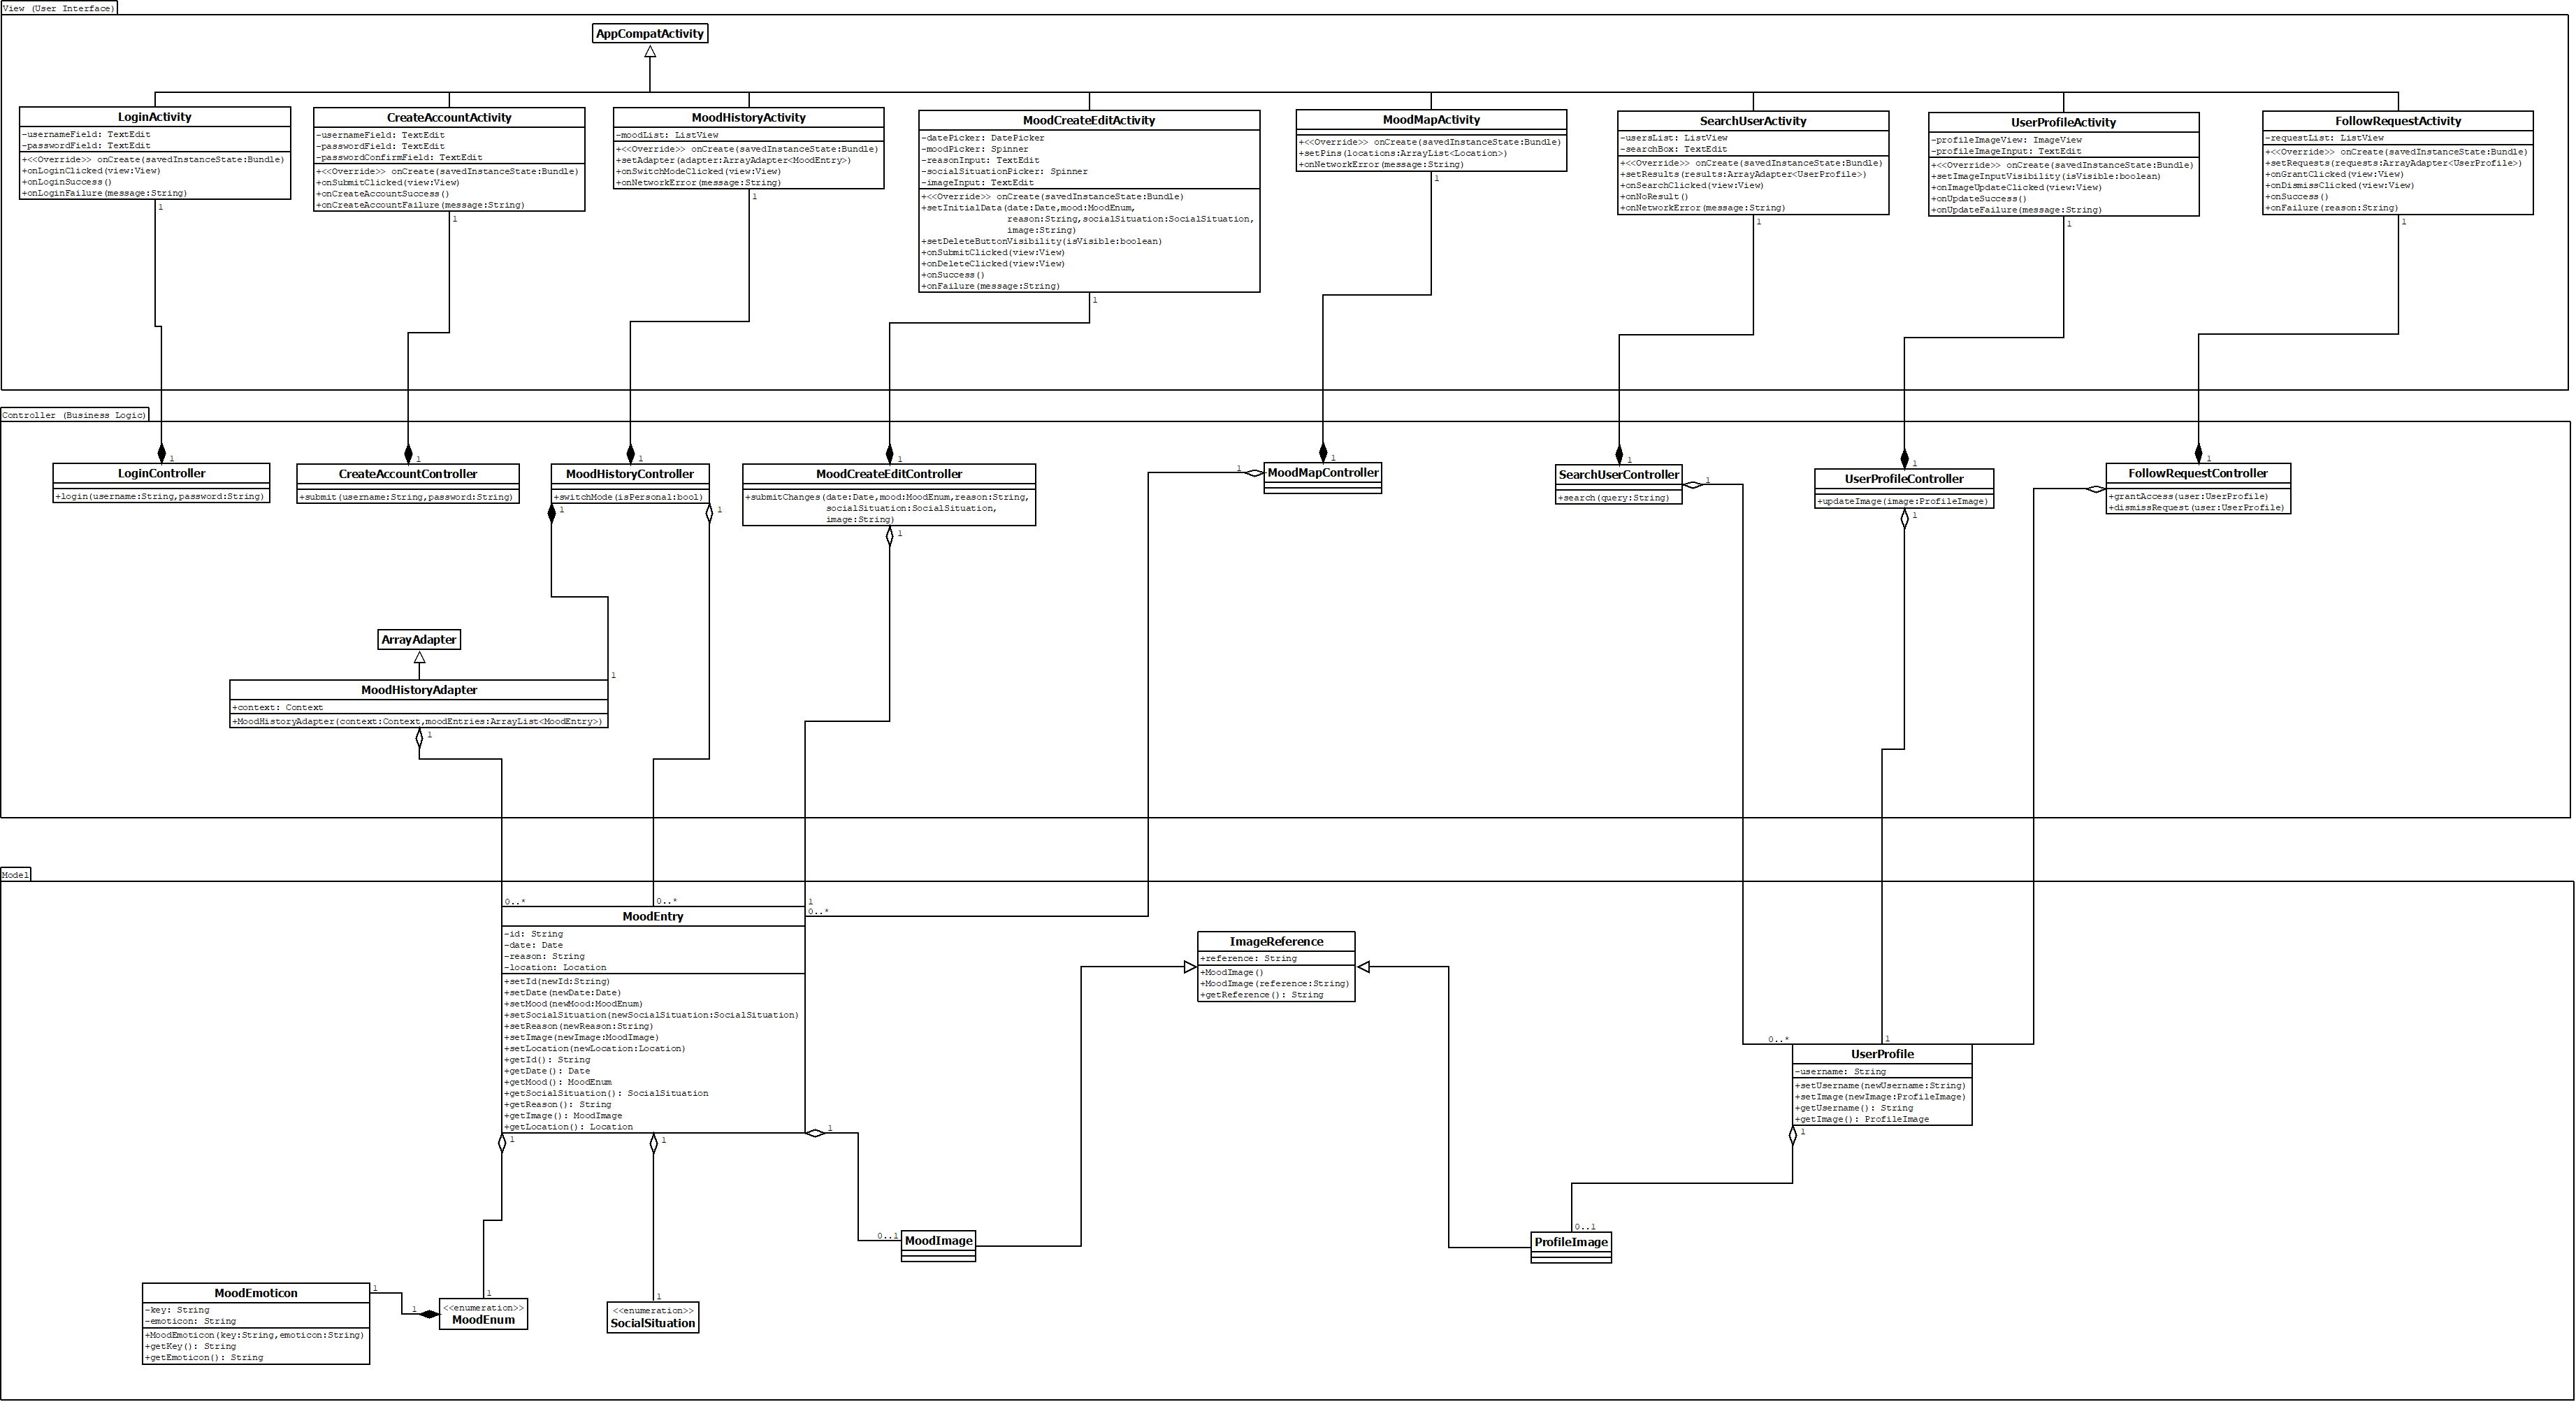 View (User Interface)
AppCompatActivity
LoginActivity
-usernameField: TextEdit
-passwordField: TextEdit
+<<Override>> onCreate(savedInstanceState:Bundle)
+onLoginClicked(view:View)
+onLoginSuccess()
+onLoginFailure(message:String)
1
CreateAccountActivity
-usernameField: TextEdit
-passwordField: TextEdit
-passwordConfirmField: TextEdit
+<<Override>> onCreate(savedInstanceState:Bundle)
+onSubmitClicked(view:View)
+onCreateAccountSuccess()
+onCreateAccountFailure(message:String)
1
MoodHistoryActivity
-moodList: ListView
+<<Override>> onCreate(savedInstanceState:Bundle)
+setAdapter(adapter:ArrayAdapter<MoodEntry>)
+onSwitchModeClicked(view:View)
+onNetworkError(message:String)
1
MoodCreateEditActivity
-datePicker: DatePicker
-moodPicker: Spinner
-reasonInput: TextEdit
-socialSituationPicker: Spinner
-imageInput: TextEdit
+<<Override>> onCreate(savedInstanceState:Bundle)
+setInitialData(date:Date,mood:MoodEnum,
reason:String,socialSituation:SocialSituation,
image:String)
+setDeleteButtonVisibility(isVisible:boolean)
+onSubmitClicked(view:View)
+onDeleteClicked(view:View)
+onSuccess()
+onFailure(message:String)
1
MoodMapActivity
+<<Override>> onCreate(savedInstanceState:Bundle)
+setPins(locations:ArrayList<Location>)
+onNetworkError(message:String)
1
SearchUserActivity
-usersList: ListView
-searchBox: TextEdit
+<<Override>> onCreate(savedInstanceState:Bundle)
+setResults(results:ArrayAdapter<UserProfile>)
+onSearchClicked(view:View)
+onNoResult()
+onNetworkError(message:String)
1
UserProfileActivity
-profileImageView: ImageView
-profileImageInput: TextEdit
+<<Override>> onCreate(savedInstanceState:Bundle)
+setImageInputVisibility(isVisible:boolean)
+onImageUpdateClicked(view:View)
+onUpdateSuccess()
+onUpdateFailure(message:String)
1
FollowRequestActivity
-requestList: ListView
+<<Override>> onCreate(savedInstanceState:Bundle)
+setRequests(requests:ArrayAdapter<UserProfile>)
+onGrantClicked(view:View)
+onDismissClicked(view:View)
+onSuccess()
+onFailure(reason:String)
1
Controller (Business Logic)
1
LoginController
+login(username:String,password:String)
1
CreateAccountController
+submit(username:String,password:String)
1
MoodHistoryController
+switchMode(isPersonal:bool)
1
1
1
MoodCreateEditController
+submitChanges(date:Date,mood:MoodEnum,reason:String,
socialSituation:SocialSituation,
image:String)
1
1
1
MoodMapController
1
SearchUserController
+search(query:String)
1
1
UserProfileController
+updateImage(image:ProfileImage)
1
1
FollowRequestController
+grantAccess(user:UserProfile)
+dismissRequest(user:UserProfile)
ArrayAdapter
1
MoodHistoryAdapter
+context: Context
+MoodHistoryAdapter(context:Context,moodEntries:ArrayList<MoodEntry>)
1
Model
0..*
0..*
1
0..*
MoodEntry
-id: String
-date: Date
-reason: String
-location: Location
+setId(newId:String)
+setDate(newDate:Date)
+setMood(newMood:MoodEnum)
+setSocialSituation(newSocialSituation:SocialSituation)
+setReason(newReason:String)
+setImage(newImage:MoodImage)
+setLocation(newLocation:Location)
+getId(): String
+getDate(): Date
+getMood(): MoodEnum
+getSocialSituation(): SocialSituation
+getReason(): String
+getImage(): MoodImage
+getLocation(): Location
1
1
1
ImageReference
+reference: String
+MoodImage()
+MoodImage(reference:String)
+getReference(): String
0..*
1
UserProfile
-username: String
+setUsername(newUsername:String)
+setImage(newImage:ProfileImage)
+getUsername(): String
+getImage(): ProfileImage
1
0..1
MoodImage
0..1
ProfileImage
MoodEmoticon
-key: String
-emoticon: String
+MoodEmoticon(key:String,emoticon:String)
+getKey(): String
+getEmoticon(): String
1
1
1
<<enumeration>>
MoodEnum
1
<<enumeration>>
SocialSituation